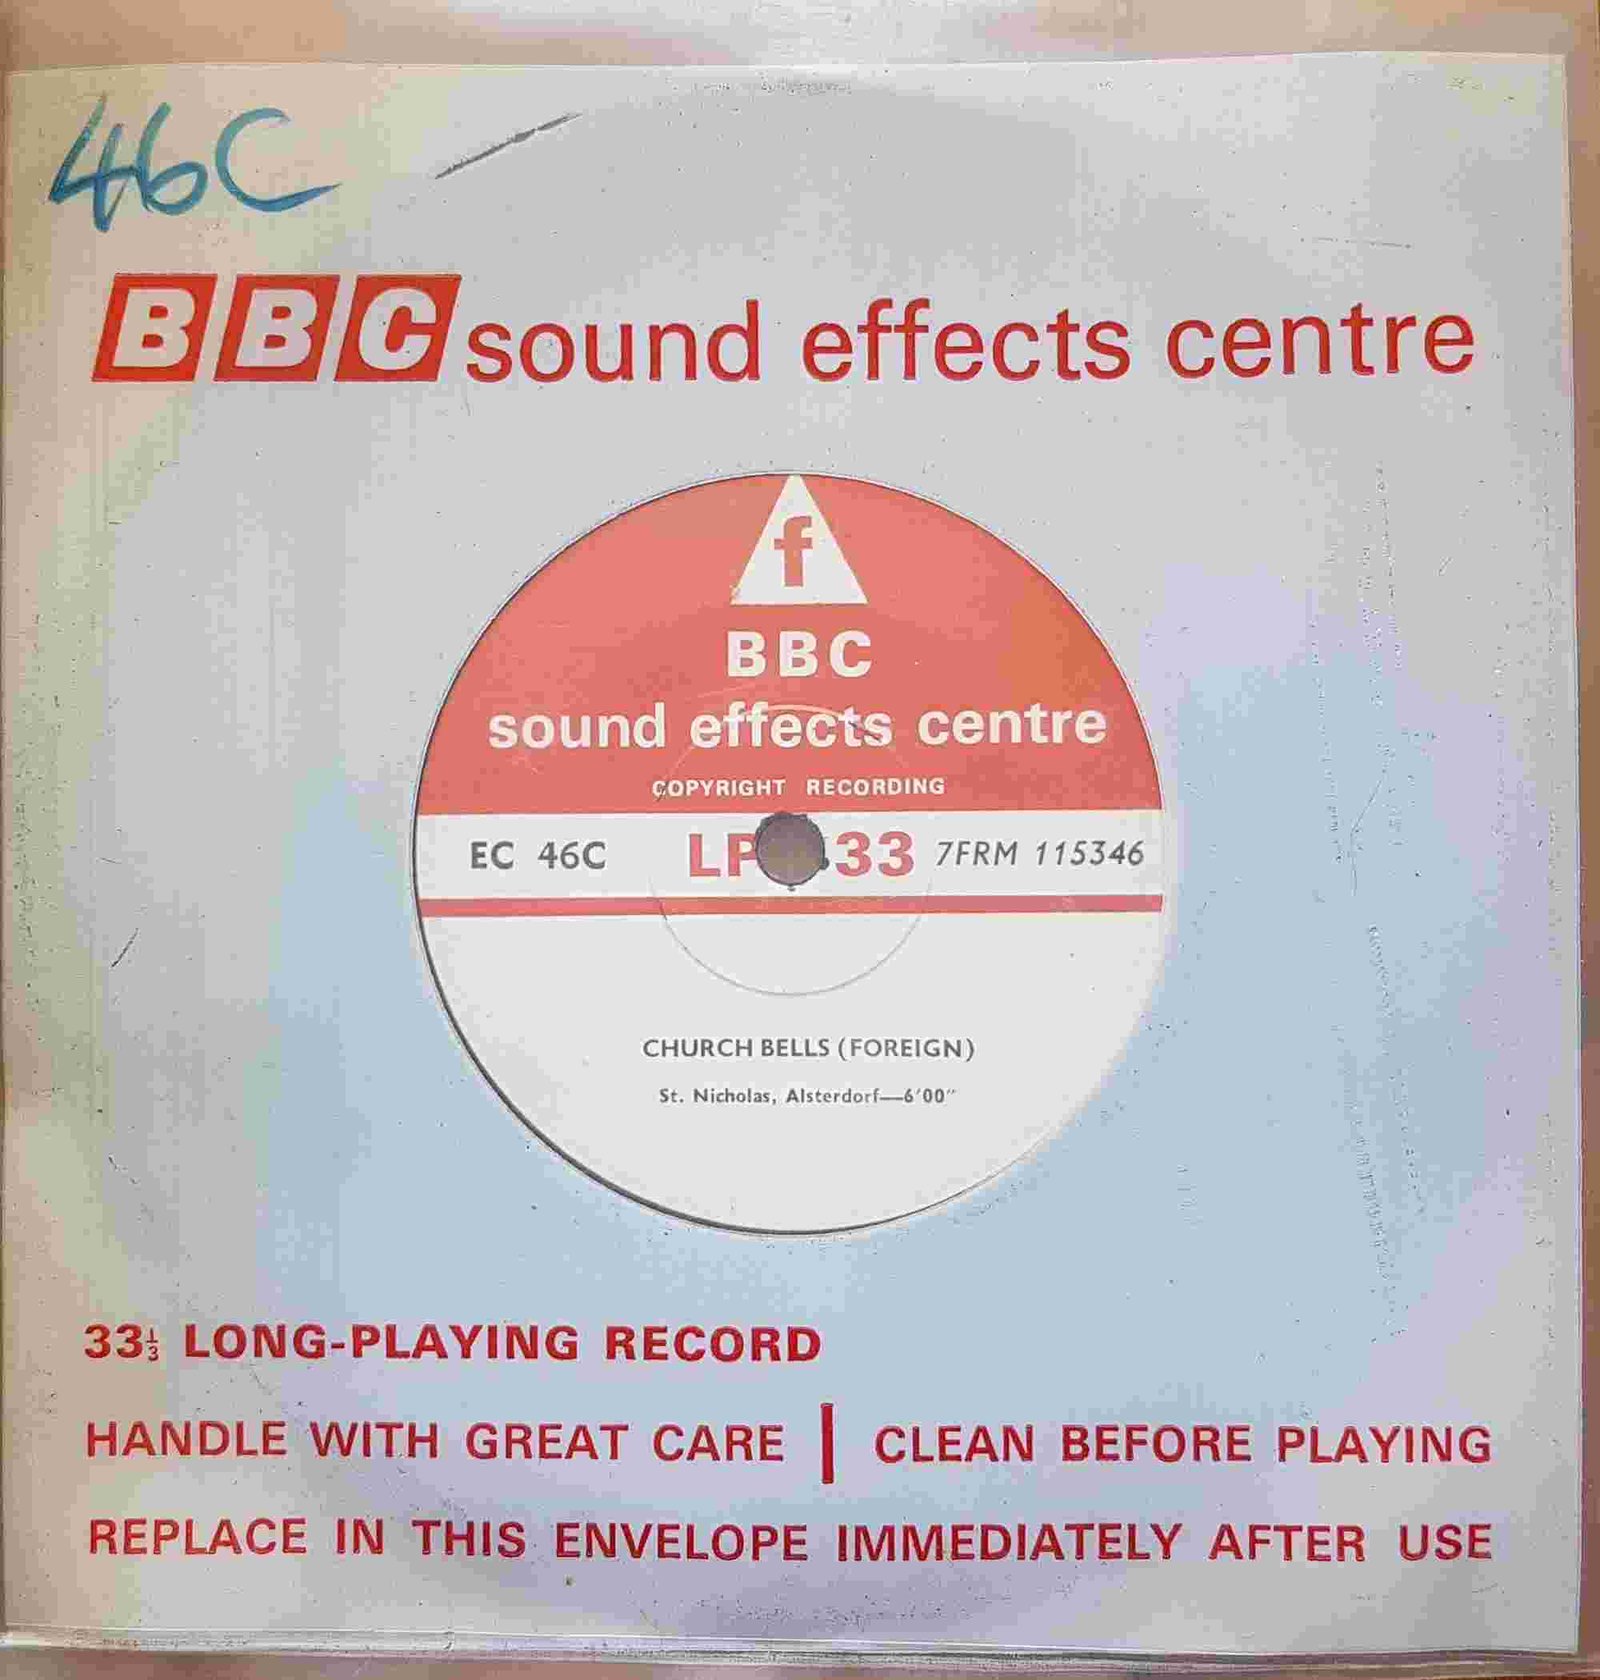 46C
BBC sound effects centre
f
BBC
sound effects centre
COPYRIGHT RECORDING
EC 46C LP 33 7FRM 115346
CHURCH BELLS (FOREIGN)
St. Nicholas, Alsterdorf—6'00"
33⅓ LONG-PLAYING RECORD
HANDLE WITH GREAT CARE | CLEAN BEFORE PLAYING
REPLACE IN THIS ENVELOPE IMMEDIATELY AFTER USE